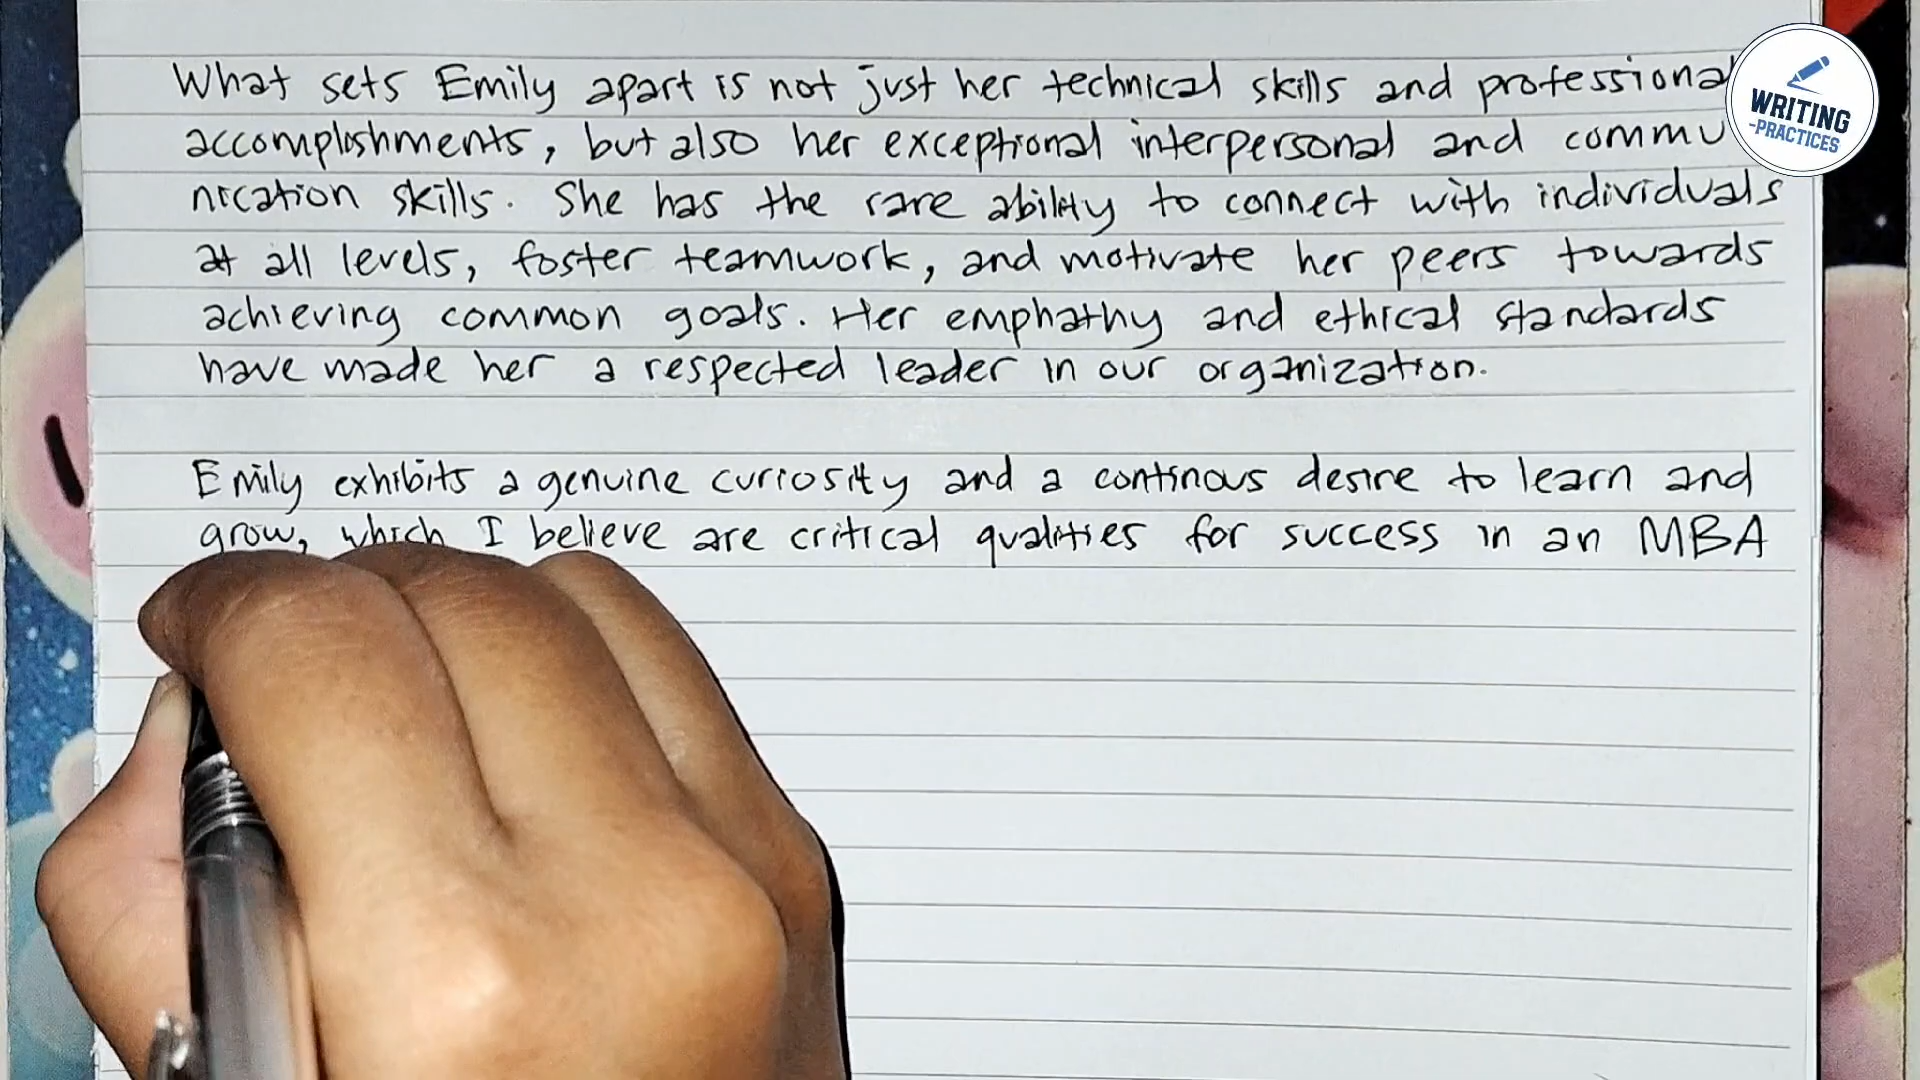 What sets Emily apart is not just her technical skills and professional
accomplishments, but also her exceptional interpersonal and commu
nication skills. She has the rare ability to connect with individuals
at all levels, foster teamwork, and motivate her peers towards
achieving common goals. Her emphathy and ethical standards
have made her a respected leader in our organization.
Emily exhibits a genuine curiosity and a continous desire to learn and
grow, which I believe are critical qualities for success in an MBA
WRITING
-PRACTICES